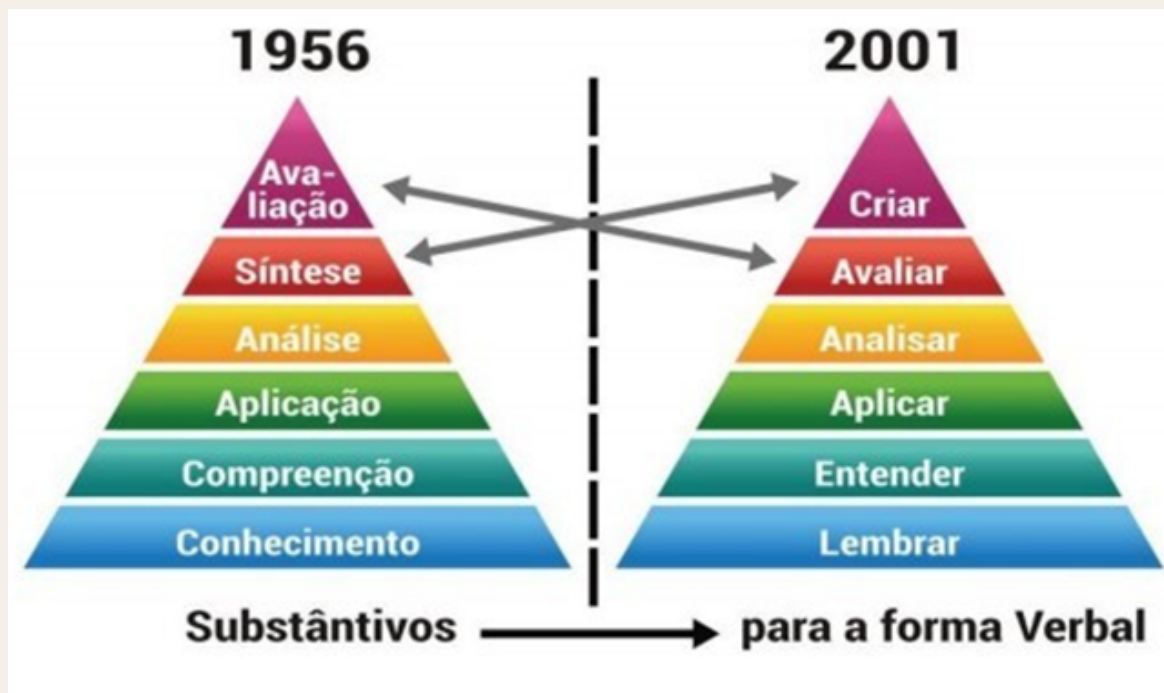 1956
Ava-
liação
Síntese
Análise
Aplicação
Compreenção
Conhecimento
2001
Criar
Avaliar
Analisar
Aplicar
Entender
Lembrar
Substântivos
para a forma Verbal